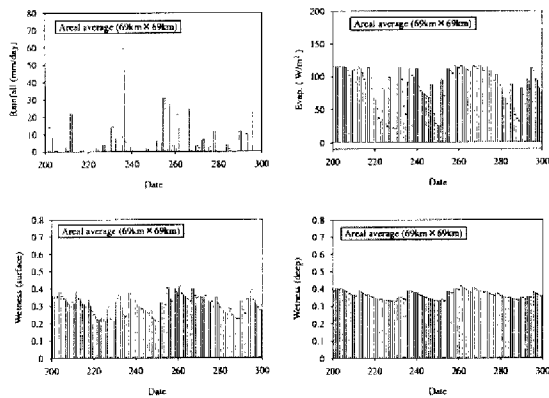 Areal average (69km × 69km)
Rainfall (mm/day)
80
70
60
50
40
30
20
10
0
200 220 240 260 280 300
Date
Areal average (69km × 69km)
Evap. ( W/m² )
200
150
100
50
0
200 220 240 260 280 300
Date
Areal average (69km × 69km)
Wetness (surface)
0.8
0.7
0.6
0.5
0.4
0.3
0.2
0.1
0
200 220 240 260 280 300
Date
Areal average (69km × 69km)
Wetness (deep)
0.8
0.7
0.6
0.5
0.4
0.3
0.2
0.1
0
200 220 240 260 280 300
Date